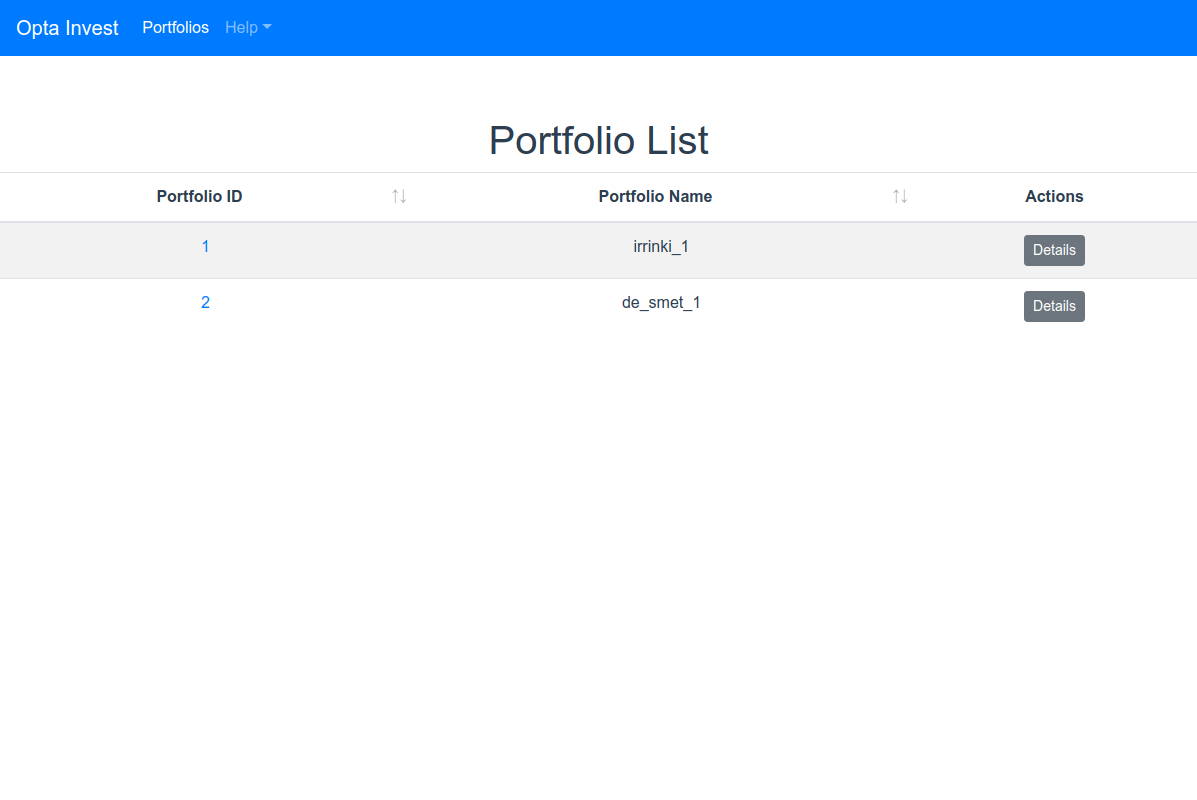 Opta Invest Portfolios Help
Portfolio List
Portfolio ID Portfolio Name Actions
1 irrinki_1 Details
2 de_smet_1 Details